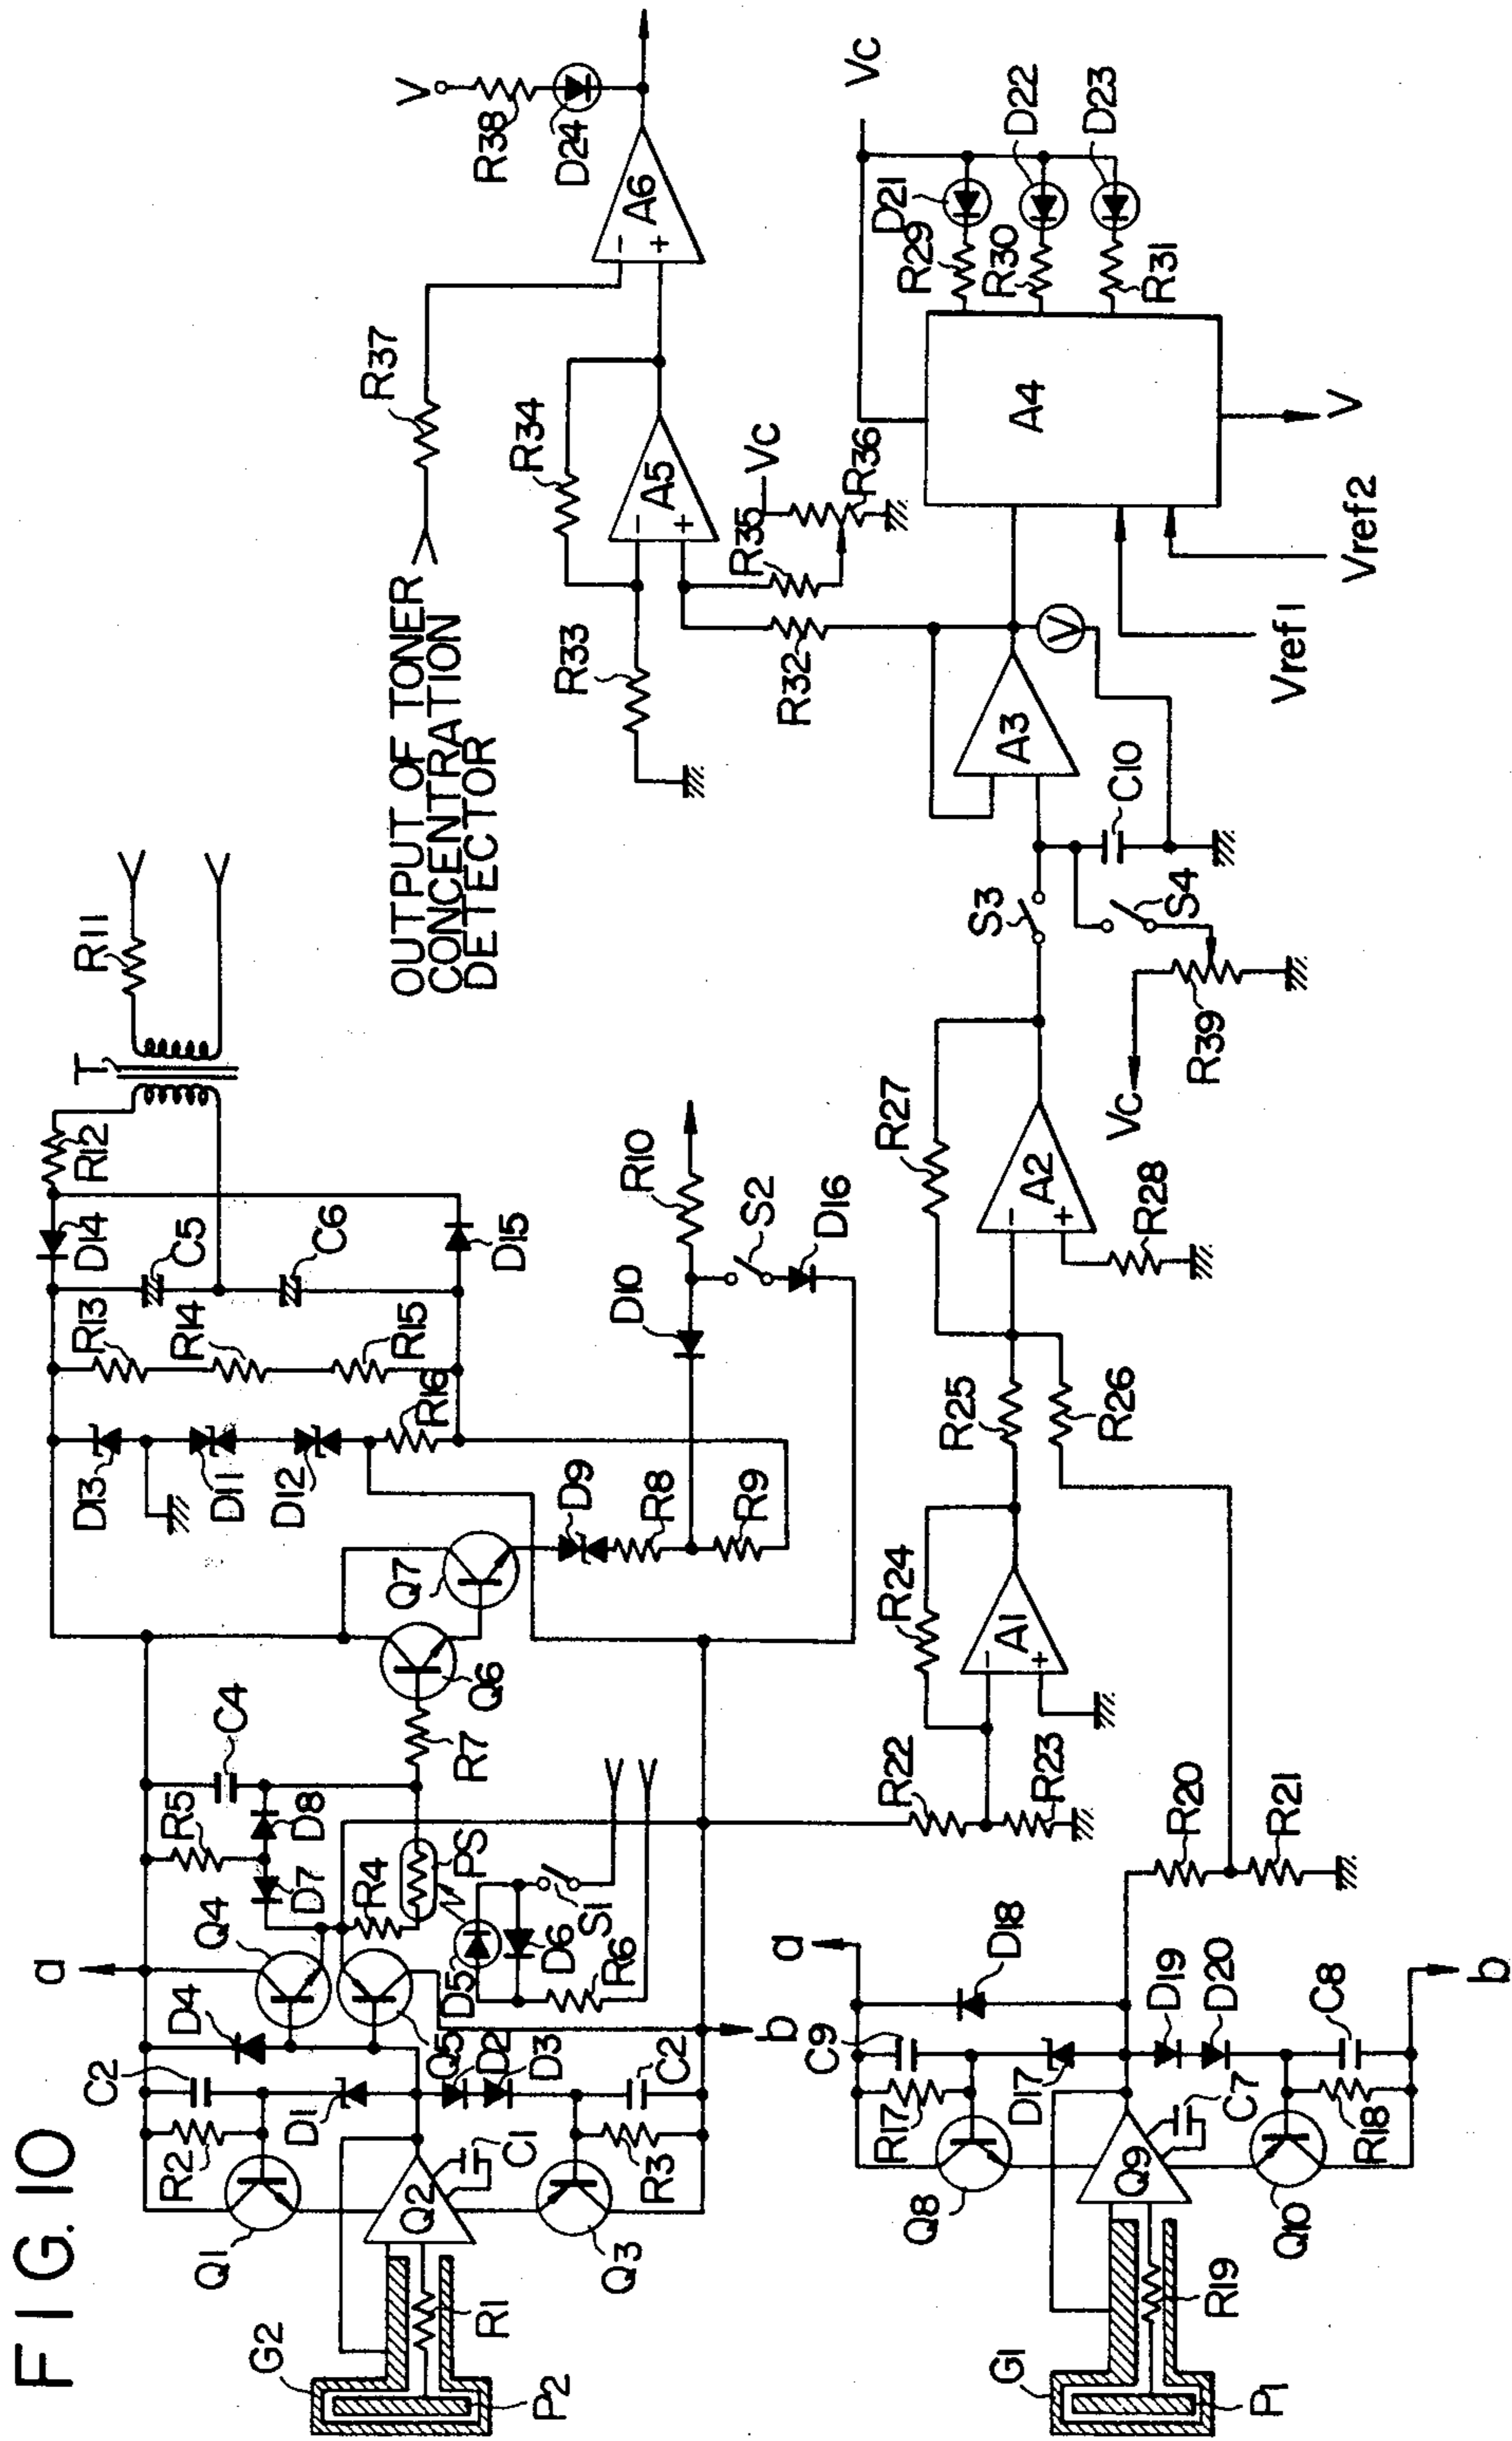 FIG. 10
a
Q4
R5
C4
D4
D8
D7
C2
R2
Q1
D1
R4
PS
R7
Q6
Q7
Q5
D5
D6
S1
R6
D2
D3
C2
C1
Q2
R3
Q3
G2
R1
P2
b
D13
D11
D12
R13
R14
R15
R16
D14
C5
C6
D15
R12
T
R11
D9
R8
R9
D10
R10
S2
D16
OUTPUT OF TONER
CONCENTRATION
DETECTOR
R37
R38
V
D24
A6
-
+
R34
R33
A5
-
+
Vc
R35
R36
R32
a
D18
C9
R17
Q8
D17
D19
D20
C8
C7
Q9
R18
Q10
G1
R19
P1
b
R20
R21
R22
R23
R24
A1
-
+
R25
R26
R27
A2
-
+
R28
S3
S4
C10
R39
Vc
A3
V
Vref1
Vref2
A4
V
Vc
D21
D22
D23
R29
R30
R31